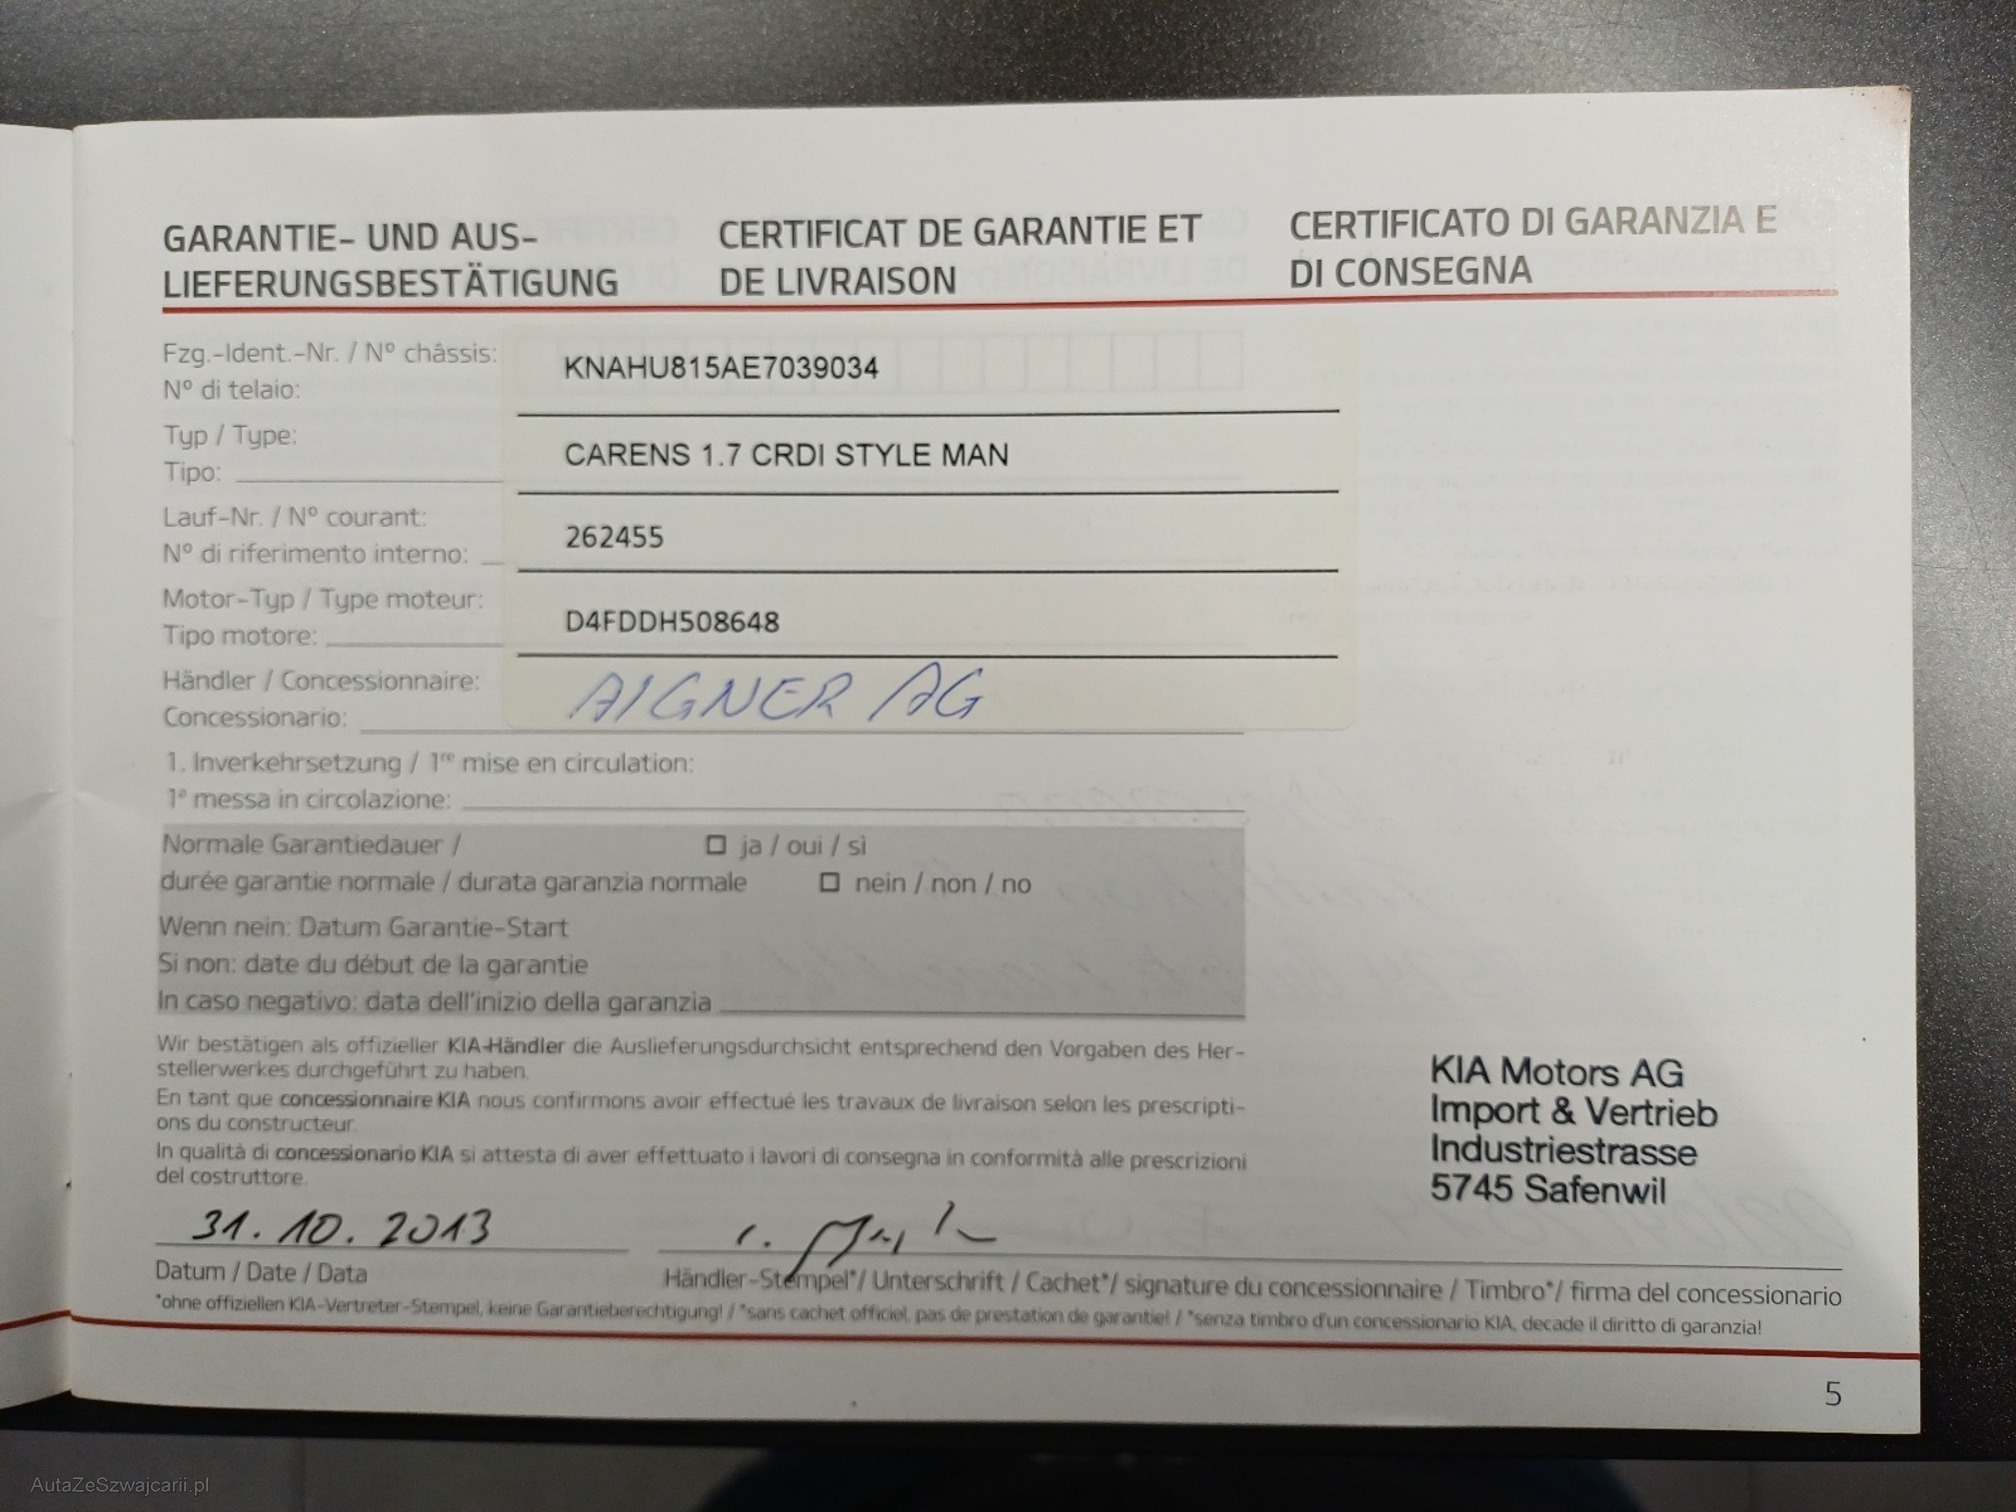 GARANTIE- UND AUS-
LIEFERUNGSBESTÄTIGUNG
CERTIFICAT DE GARANTIE ET
DE LIVRAISON
CERTIFICATO DI GARANZIA E
DI CONSEGNA
Fzg.-Ident.-Nr. / Nº châssis:
Nº di telaio:
KNAHU815AE7039034
Typ / Type:
Tipo:
CARENS 1.7 CRDI STYLE MAN
Lauf-Nr. / Nº courant:
Nº di riferimento interno:
262455
Motor-Typ / Type moteur:
Tipo motore:
D4FDDH508648
Händler / Concessionnaire:
Concessionario:
AIGNER AG
1. Inverkehrsetzung / 1re mise en circulation:
1ª messa in circolazione:
Normale Garantiedauer /
☐ ja / oui / sì
durée garantie normale / durata garanzia normale
☐ nein / non / no
Wenn nein: Datum Garantie-Start
Si non: date du début de la garantie
In caso negativo: data dell'inizio della garanzia
Wir bestätigen als offizieller KIA-Händler die Auslieferungsdurchsicht entsprechend den Vorgaben des Her-
stellerwerkes durchgeführt zu haben.
En tant que concessionnaire KIA nous confirmons avoir effectué les travaux de livraison selon les prescripti-
ons du constructeur.
In qualità di concessionario KIA si attesta di aver effettuato i lavori di consegna in conformità alle prescrizioni
del costruttore.
KIA Motors AG
Import & Vertrieb
Industriestrasse
5745 Safenwil
31.10.2013
Datum / Date / Data
Händler-Stempel*/ Unterschrift / Cachet*/ signature du concessionnaire / Timbro*/ firma del concessionario
*ohne offiziellen KIA-Vertreter-Stempel, keine Garantieberechtigung! / *sans cachet officiel, pas de prestation de garantie! / *senza timbro d'un concessionario KIA, decade il diritto di garanzia!
5
AutaZeSzwajcarii.pl